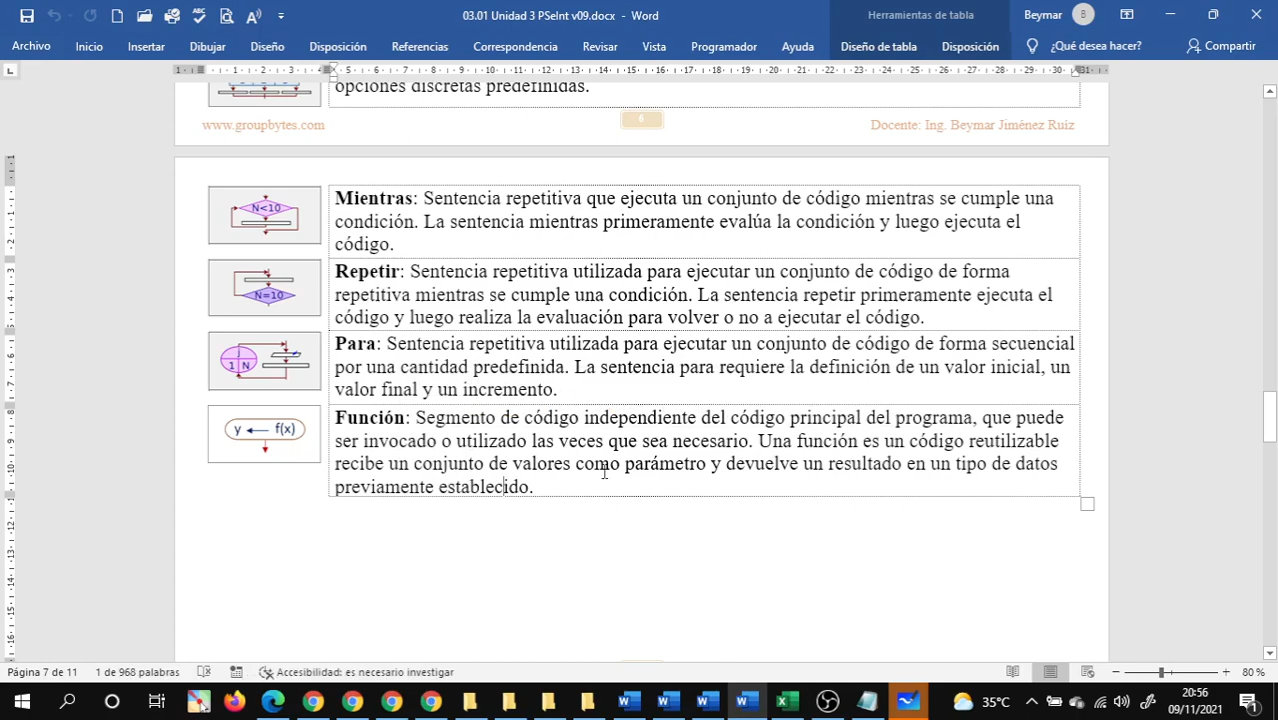 03.01 Unidad 3 PSeInt v09.docx - Word
Herramientas de tabla
Beymar
B
Archivo Inicio Insertar Dibujar Diseño Disposición Referencias Correspondencia Revisar Vista Programador Ayuda Diseño de tabla Disposición ¿Qué desea hacer? Compartir
opciones discretas predefinidas.
www.groupbytes.com
6
Docente: Ing. Beymar Jiménez Ruiz
N<10
Mientras: Sentencia repetitiva que ejecuta un conjunto de código mientras se cumple una
condición. La sentencia mientras primeramente evalúa la condición y luego ejecuta el
código.
N=10
Repetir: Sentencia repetitiva utilizada para ejecutar un conjunto de código de forma
repetitiva mientras se cumple una condición. La sentencia repetir primeramente ejecuta el
código y luego realiza la evaluación para volver o no a ejecutar el código.
1 N
Para: Sentencia repetitiva utilizada para ejecutar un conjunto de código de forma secuencial
por una cantidad predefinida. La sentencia para requiere la definición de un valor inicial, un
valor final y un incremento.
y f(x)
Función: Segmento de código independiente del código principal del programa, que puede
ser invocado o utilizado las veces que sea necesario. Una función es un código reutilizable
recibe un conjunto de valores como parámetro y devuelve un resultado en un tipo de datos
previamente establecido.
Página 7 de 11 1 de 968 palabras Accesibilidad: es necesario investigar 80 %
35°C
20:56
09/11/2021